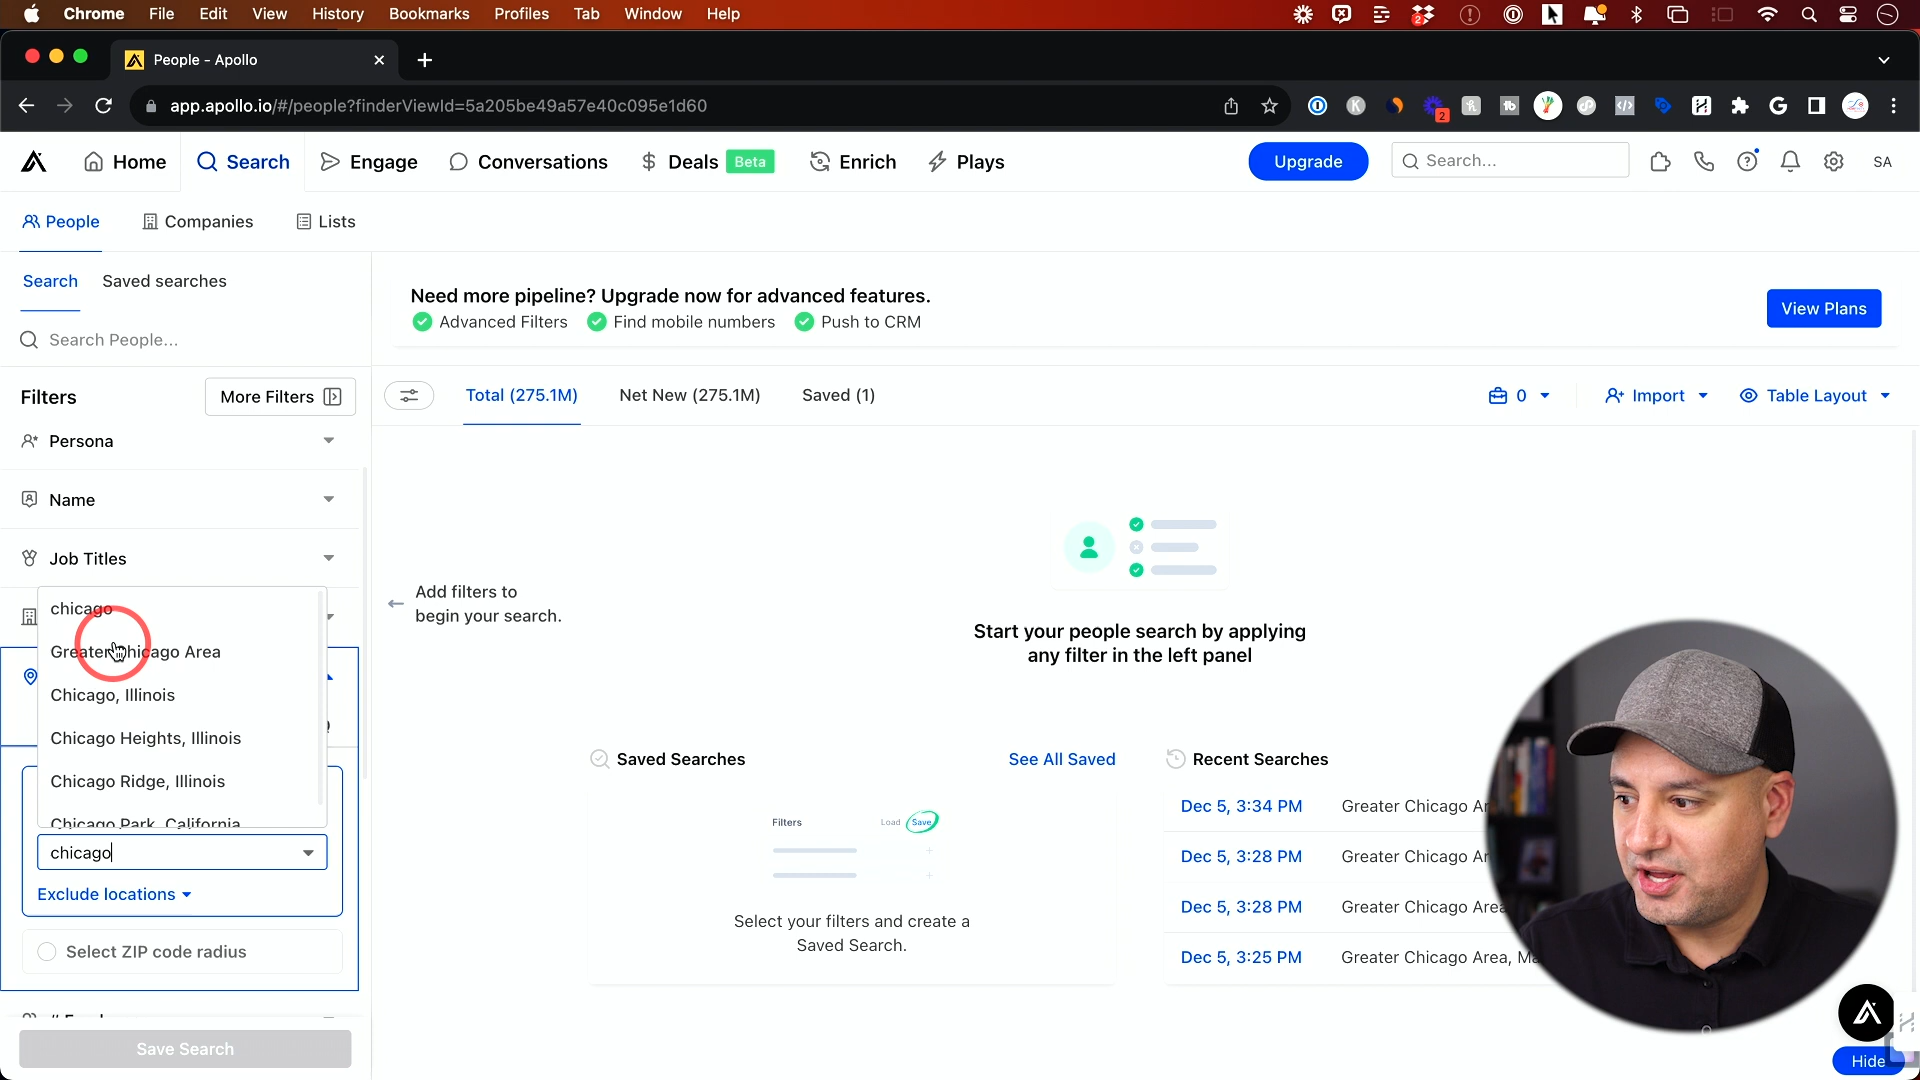 Chrome File Edit View History Bookmarks Profiles Tab Window Help
2
People - Apollo
app.apollo.io/#/people?finderViewId=5a205be49a57e40c095e1d60
2
Home Search Engage Conversations Deals Beta Enrich Plays Upgrade Search... SA
People Companies Lists
Search Saved searches
Search People...
Need more pipeline? Upgrade now for advanced features.
Advanced Filters Find mobile numbers Push to CRM
View Plans
Filters More Filters
Total (275.1M) Net New (275.1M) Saved (1) 0 Import Table Layout
Persona
Name
Job Titles
chicago
Greater Chicago Area
Chicago, Illinois
Chicago Heights, Illinois
Chicago Ridge, Illinois
Chicago Park, California
chicago
Exclude locations
Select ZIP code radius
Save Search
Add filters to
begin your search.
Start your people search by applying
any filter in the left panel
Saved Searches See All Saved
Filters Load Save
Select your filters and create a
Saved Search.
Recent Searches
Dec 5, 3:34 PM Greater Chicago Ar
Dec 5, 3:28 PM Greater Chicago Ar
Dec 5, 3:28 PM Greater Chicago Area
Dec 5, 3:25 PM Greater Chicago Area, Ma
Hide